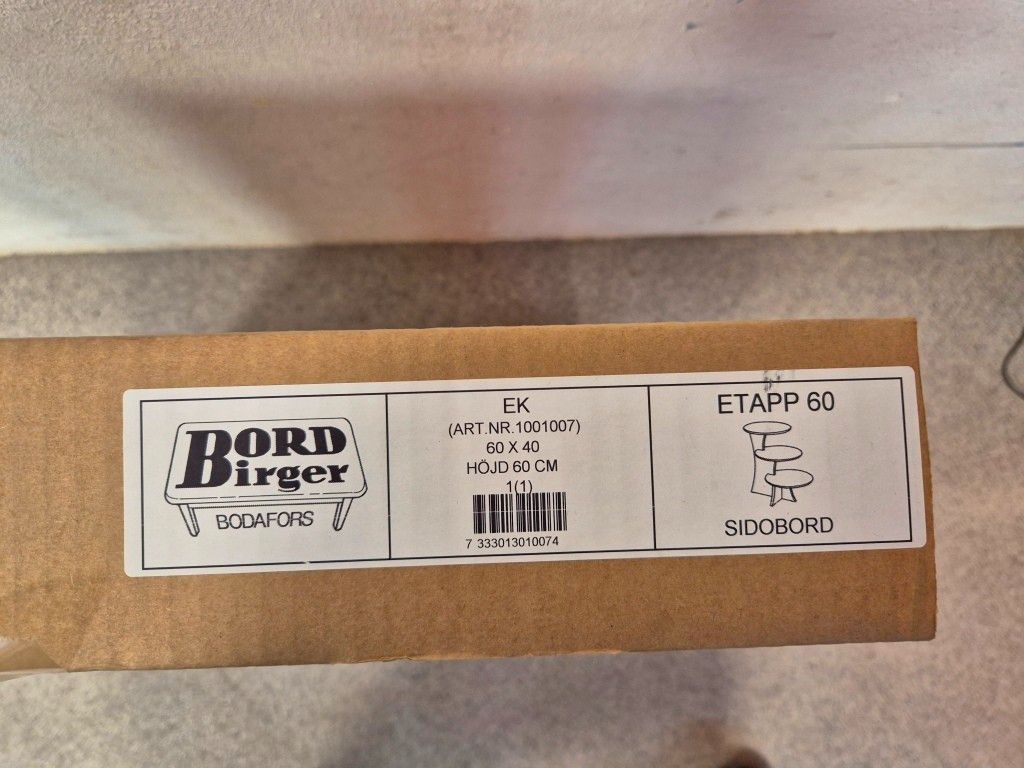 BORD
Birger
BODAFORS
EK
(ART.NR.1001007)
60 X 40
HÖJD 60 CM
1(1)
7 333013010074
ETAPP 60
SIDOBORD